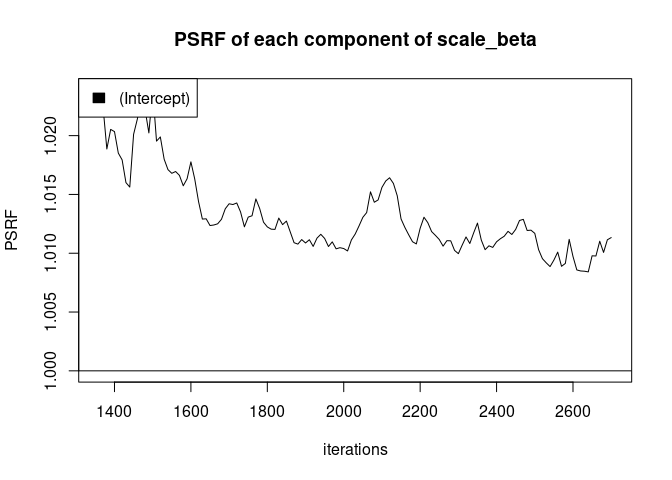 PSRF of each component of scale_beta
(Intercept)
PSRF
1.020
1.015
1.010
1.005
1.000
1400 1600 1800 2000 2200 2400 2600
iterations